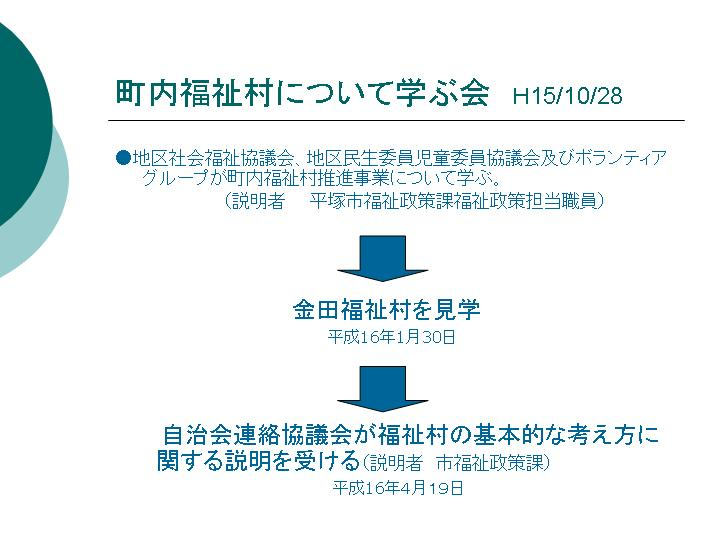 町内福祉村について学ぶ会 H15/10/28
●地区社会福祉協議会、地区民生委員児童委員協議会及びボランティア
グループが町内福祉村推進事業について学ぶ。
（説明者 平塚市福祉政策課福祉政策担当職員）
金田福祉村を見学
平成16年1月30日
自治会連絡協議会が福祉村の基本的な考え方に
関する説明を受ける（説明者 市福祉政策課）
平成16年4月19日